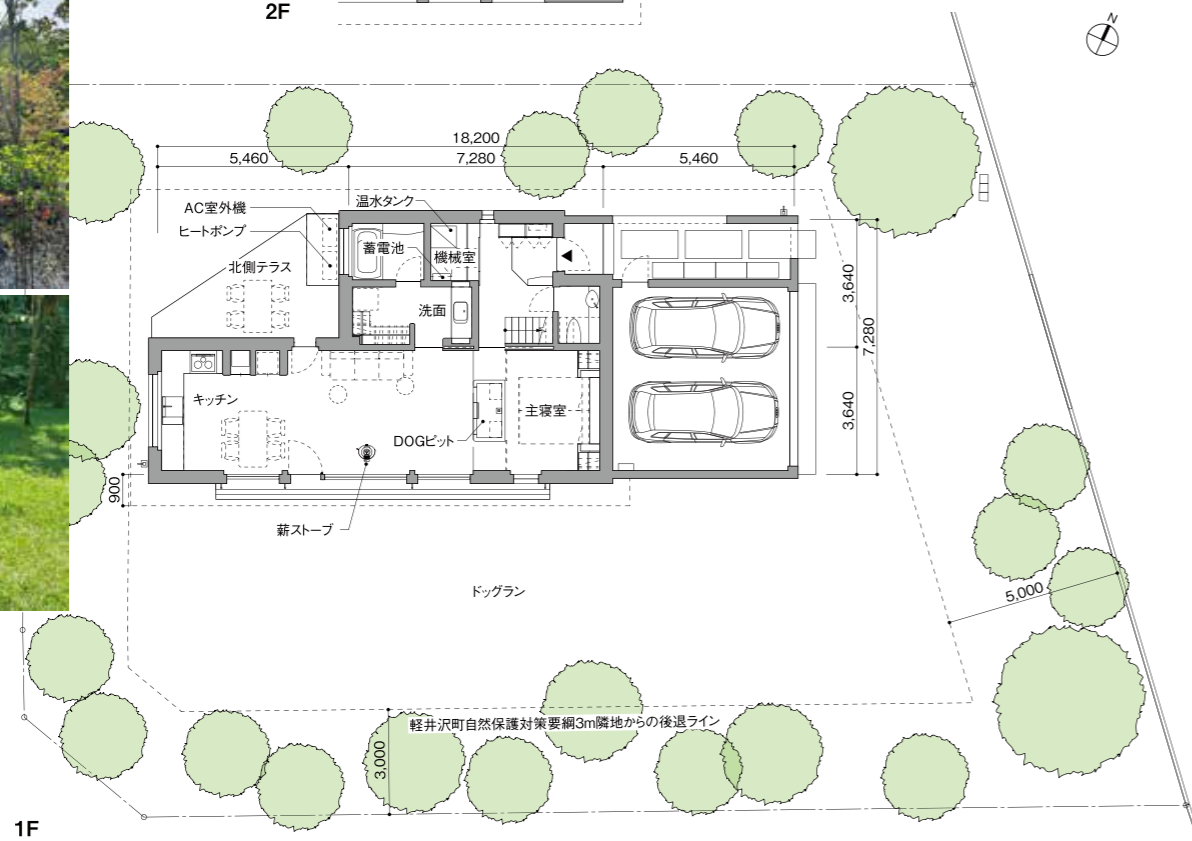 2F
N
18,200
5,460
7,280
5,460
AC室外機
ヒートポンプ
北側テラス
温水タンク
蓄電池
機械室
洗面
キッチン
DOGピット
主寝室
3,640
7,280
3,640
900
薪ストーブ
ドッグラン
5,000
軽井沢町自然保護対策要綱3m隣地からの後退ライン
3,000
1F